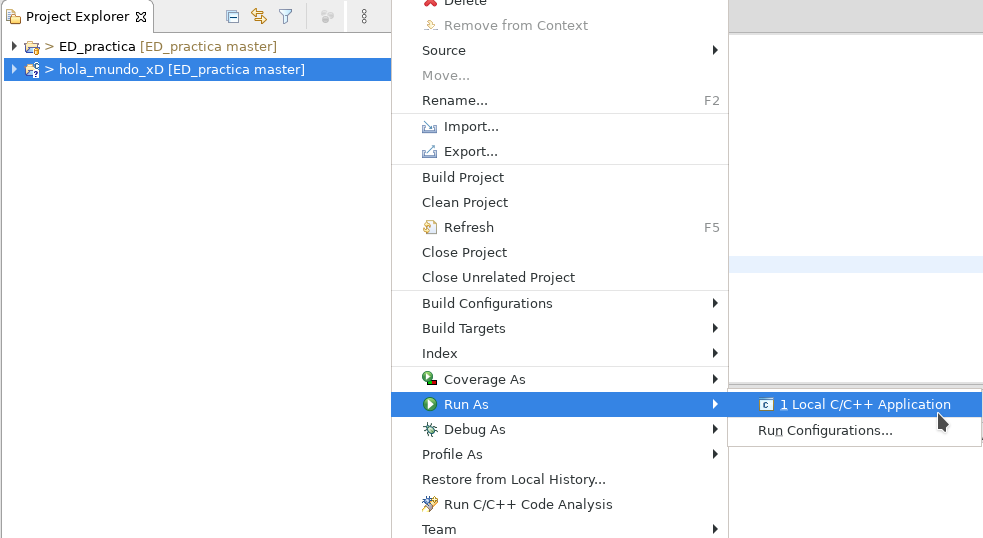 Project Explorer
> ED_practica [ED_practica master]
> hola_mundo_xD [ED_practica master]
Delete
Remove from Context
Source
Move...
Rename... F2
Import...
Export...
Build Project
Clean Project
Refresh F5
Close Project
Close Unrelated Project
Build Configurations
Build Targets
Index
Coverage As
Run As
1 Local C/C++ Application
Debug As
Run Configurations...
Profile As
Restore from Local History...
Run C/C++ Code Analysis
Team